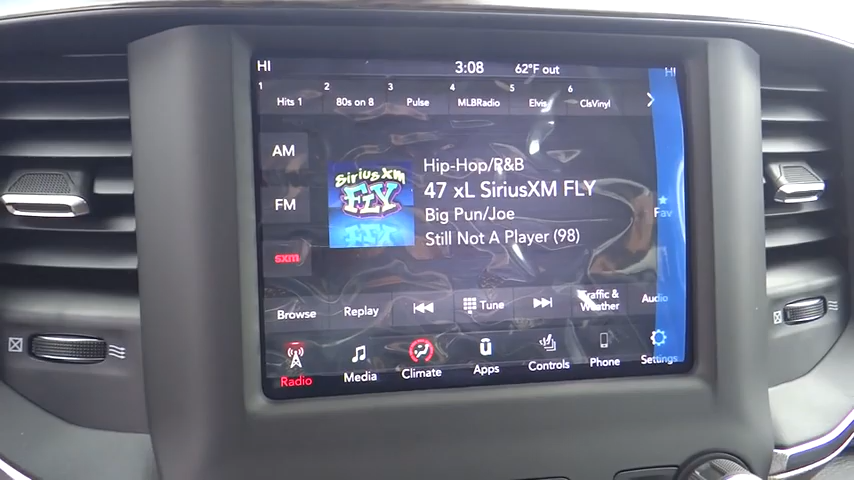 HI 3:08 62°F out HI
1 2 3 4 5 6
Hits 1 80s on 8 Pulse MLBRadio Elvis ClsVinyl
AM
FM
sxm
SiriusXM
FLY
Hip-Hop/R&B
47 xL SiriusXM FLY
Big Pun/Joe
Still Not A Player (98)
Fav
Browse Replay Tune Traffic & Weather Audio
Radio Media Climate Apps Controls Phone Settings